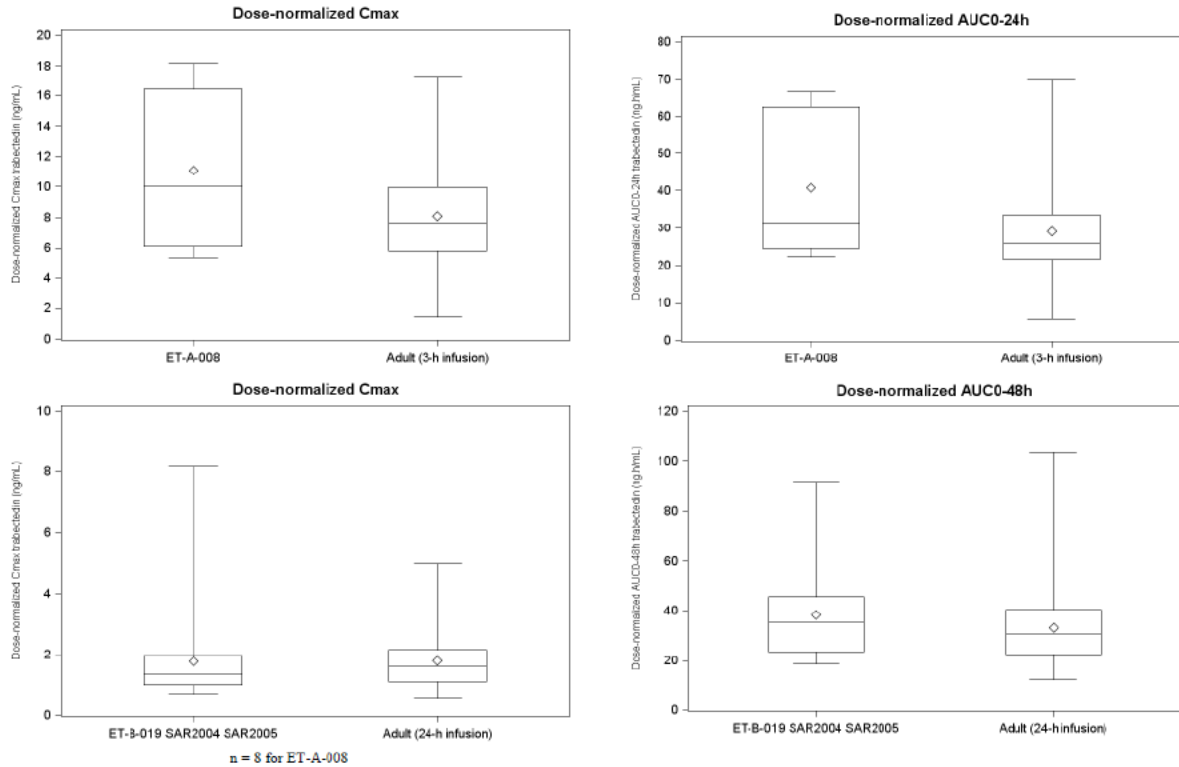 Dose-normalized Cmax
Dose-normalized Cmax trabectedin (ng/mL)
20
18
16
14
12
10
8
6
4
2
0
ET-A-008
Adult (3-h infusion)
Dose-normalized AUC0-24h
Dose-normalized AUC0-24h trabectedin (ng.h/mL)
80
70
60
50
40
30
20
10
0
ET-A-008
Adult (3-h infusion)
Dose-normalized Cmax
Dose-normalized Cmax trabectedin (ng/mL)
10
8
6
4
2
0
ET-B-019 SAR2004 SAR2005
Adult (24-h infusion)
n = 8 for ET-A-008
Dose-normalized AUC0-48h
Dose-normalized AUC0-48h trabectedin (ng.h/mL)
120
100
80
60
40
20
0
ET-B-019 SAR2004 SAR2005
Adult (24-h infusion)